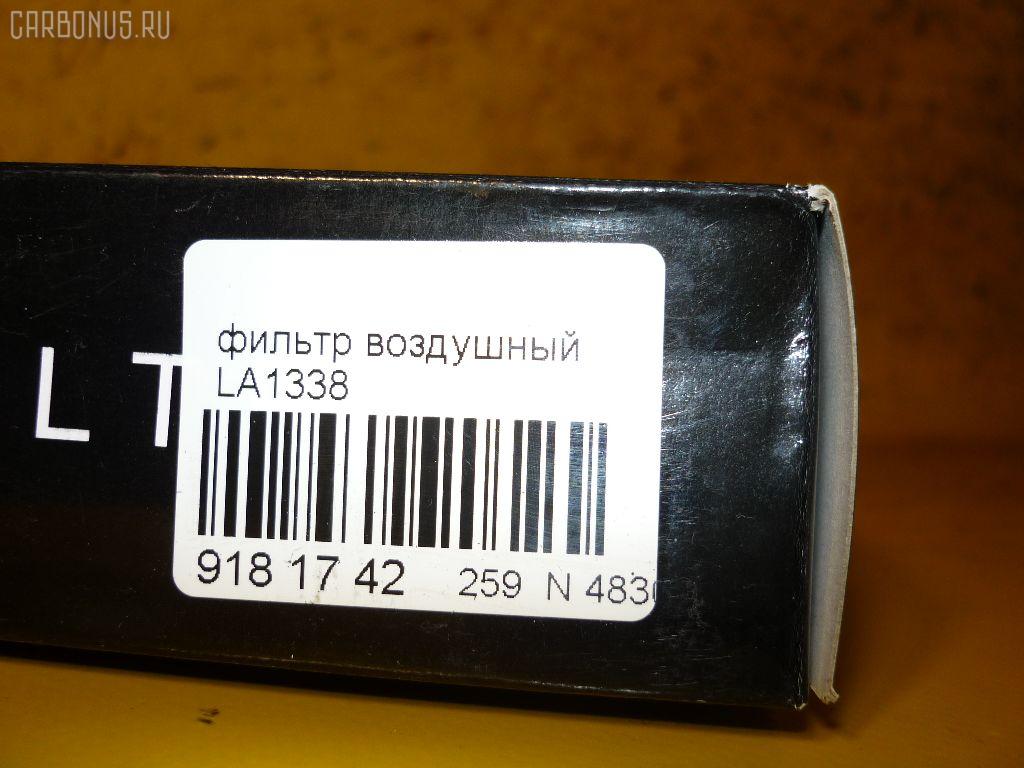 CARBONUS.RU
фильтр воздушный
L T
LA1338
918 17 42 259 N 483